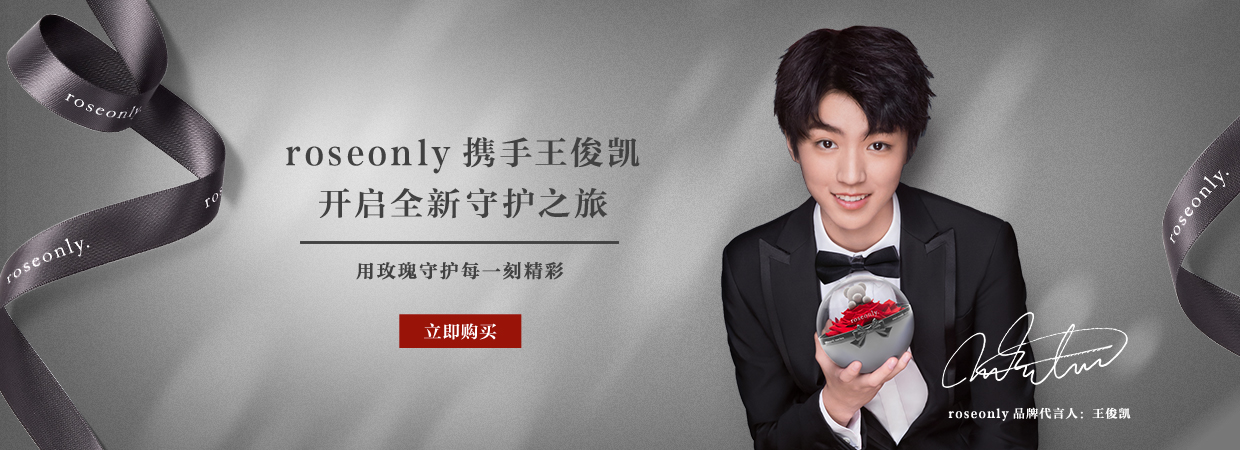 roseonly.
ro
roseonly.
roseonly 携手王俊凯
开启全新守护之旅
用玫瑰守护每一刻精彩
立即购买
roseonly.
roseonly.
roseonly 品牌代言人：王俊凯